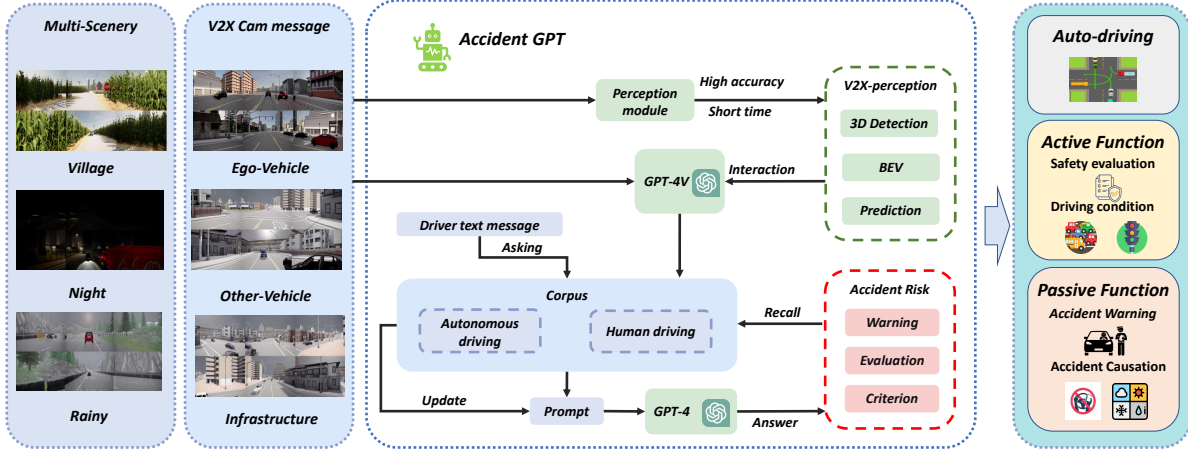 Multi-Scenery
Village
Night
Rainy
V2X Cam message
Ego-Vehicle
Other-Vehicle
Infrastructure
Accident GPT
Perception
module
High accuracy
Short time
V2X-perception
3D Detection
BEV
Prediction
GPT-4V
Interaction
Driver text message
Asking
Corpus
Autonomous
driving
Human driving
Recall
Accident Risk
Warning
Evaluation
Criterion
Update
Prompt
GPT-4
Answer
Auto-driving
Active Function
Safety evaluation
Driving condition
Passive Function
Accident Warning
Accident Causation